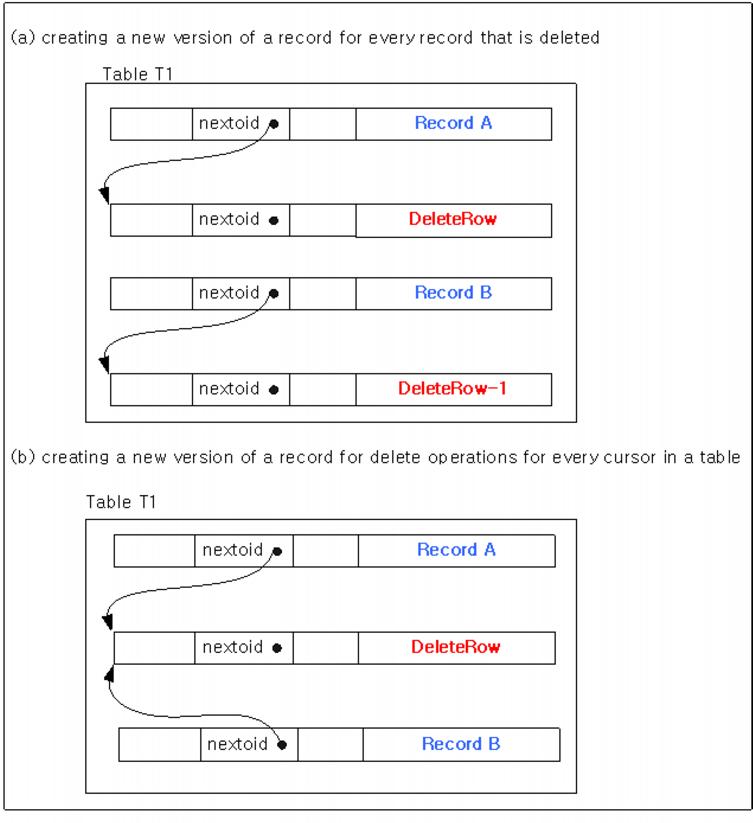 (a) creating a new version of a record for every record that is deleted
Table T1
nextoid Record A
nextoid DeleteRow
nextoid Record B
nextoid DeleteRow-1
(b) creating a new version of a record for delete operations for every cursor in a table
Table T1
nextoid Record A
nextoid DeleteRow
nextoid Record B